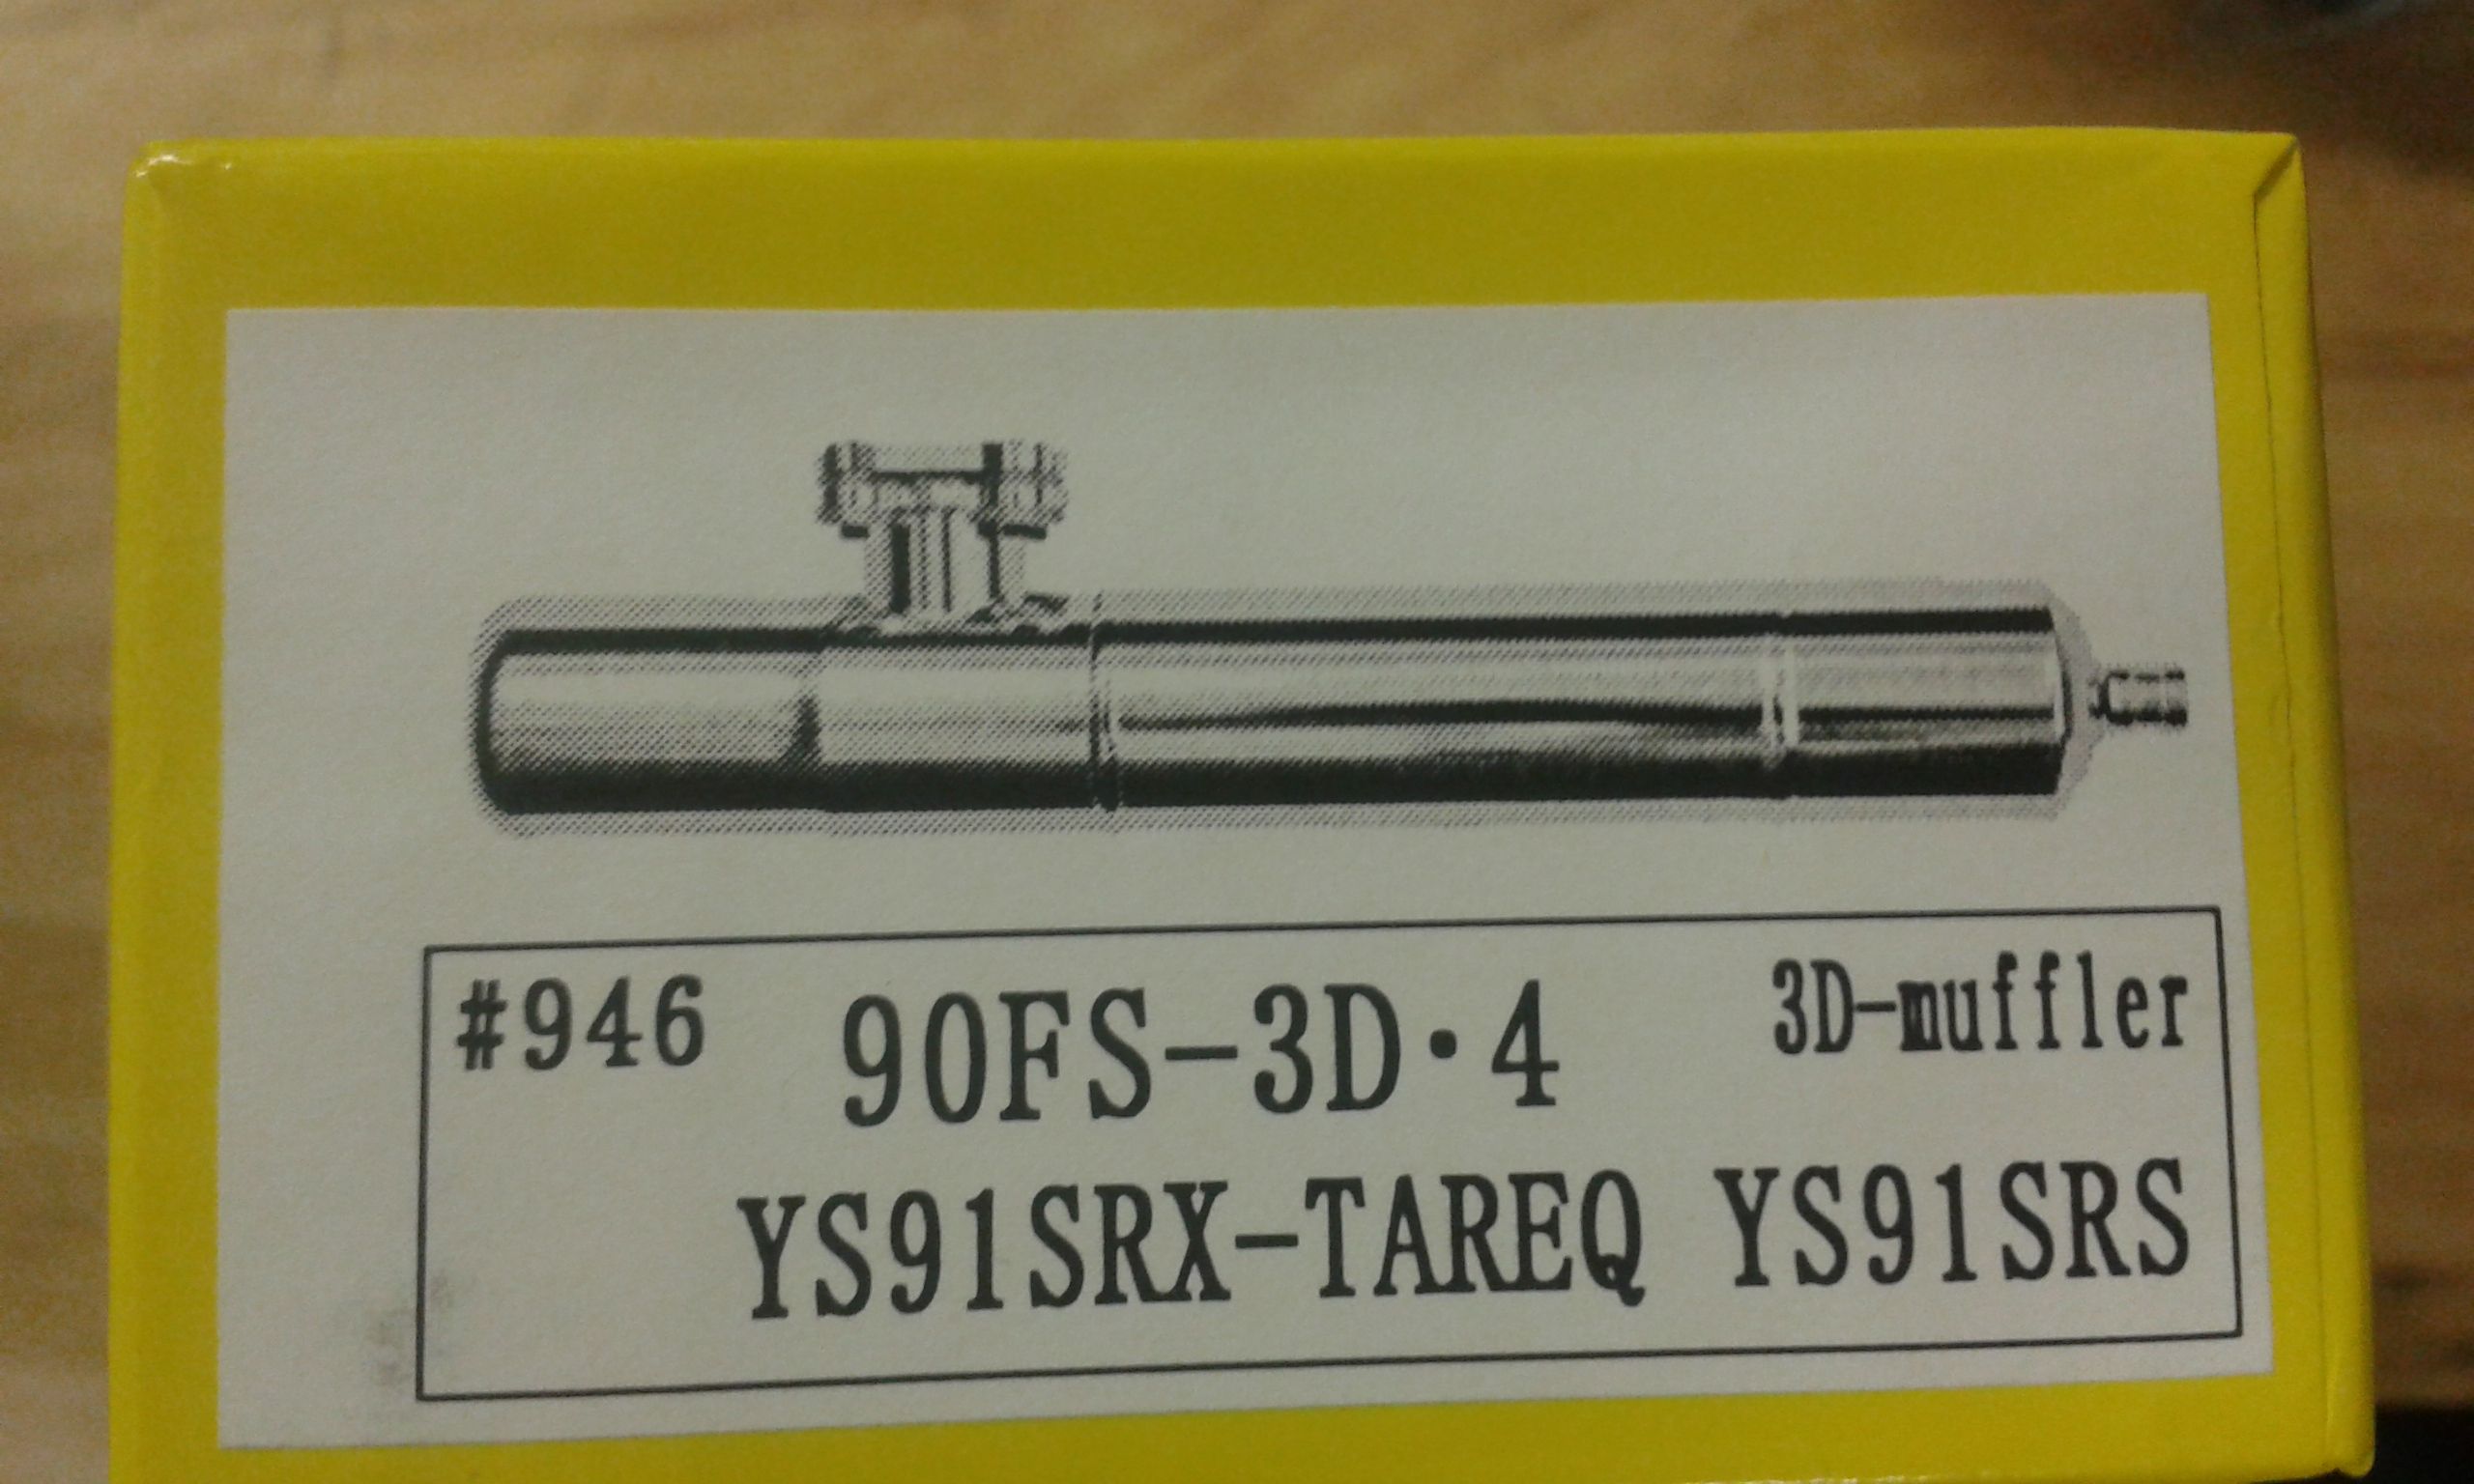 #946 90FS-3D・4 3D-muffler
YS91SRX-TAREQ YS91SRS